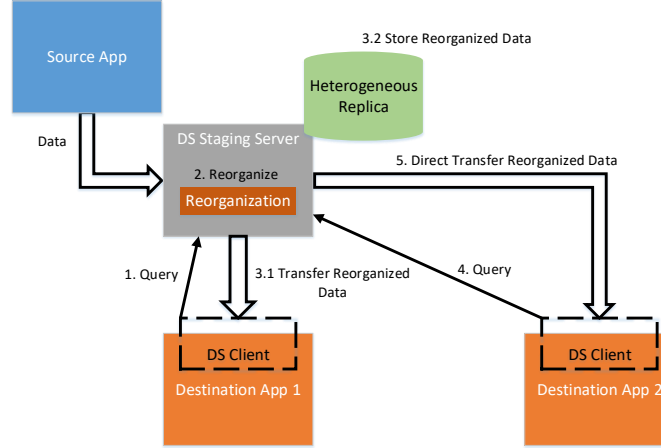 3.2 Store Reorganized Data
Source App
Heterogeneous
Replica
Data
DS Staging Server
5. Direct Transfer Reorganized Data
2. Reorganize
Reorganization
1. Query
3.1 Transfer Reorganized
Data
4. Query
DS Client
Destination App 1
DS Client
Destination App 2